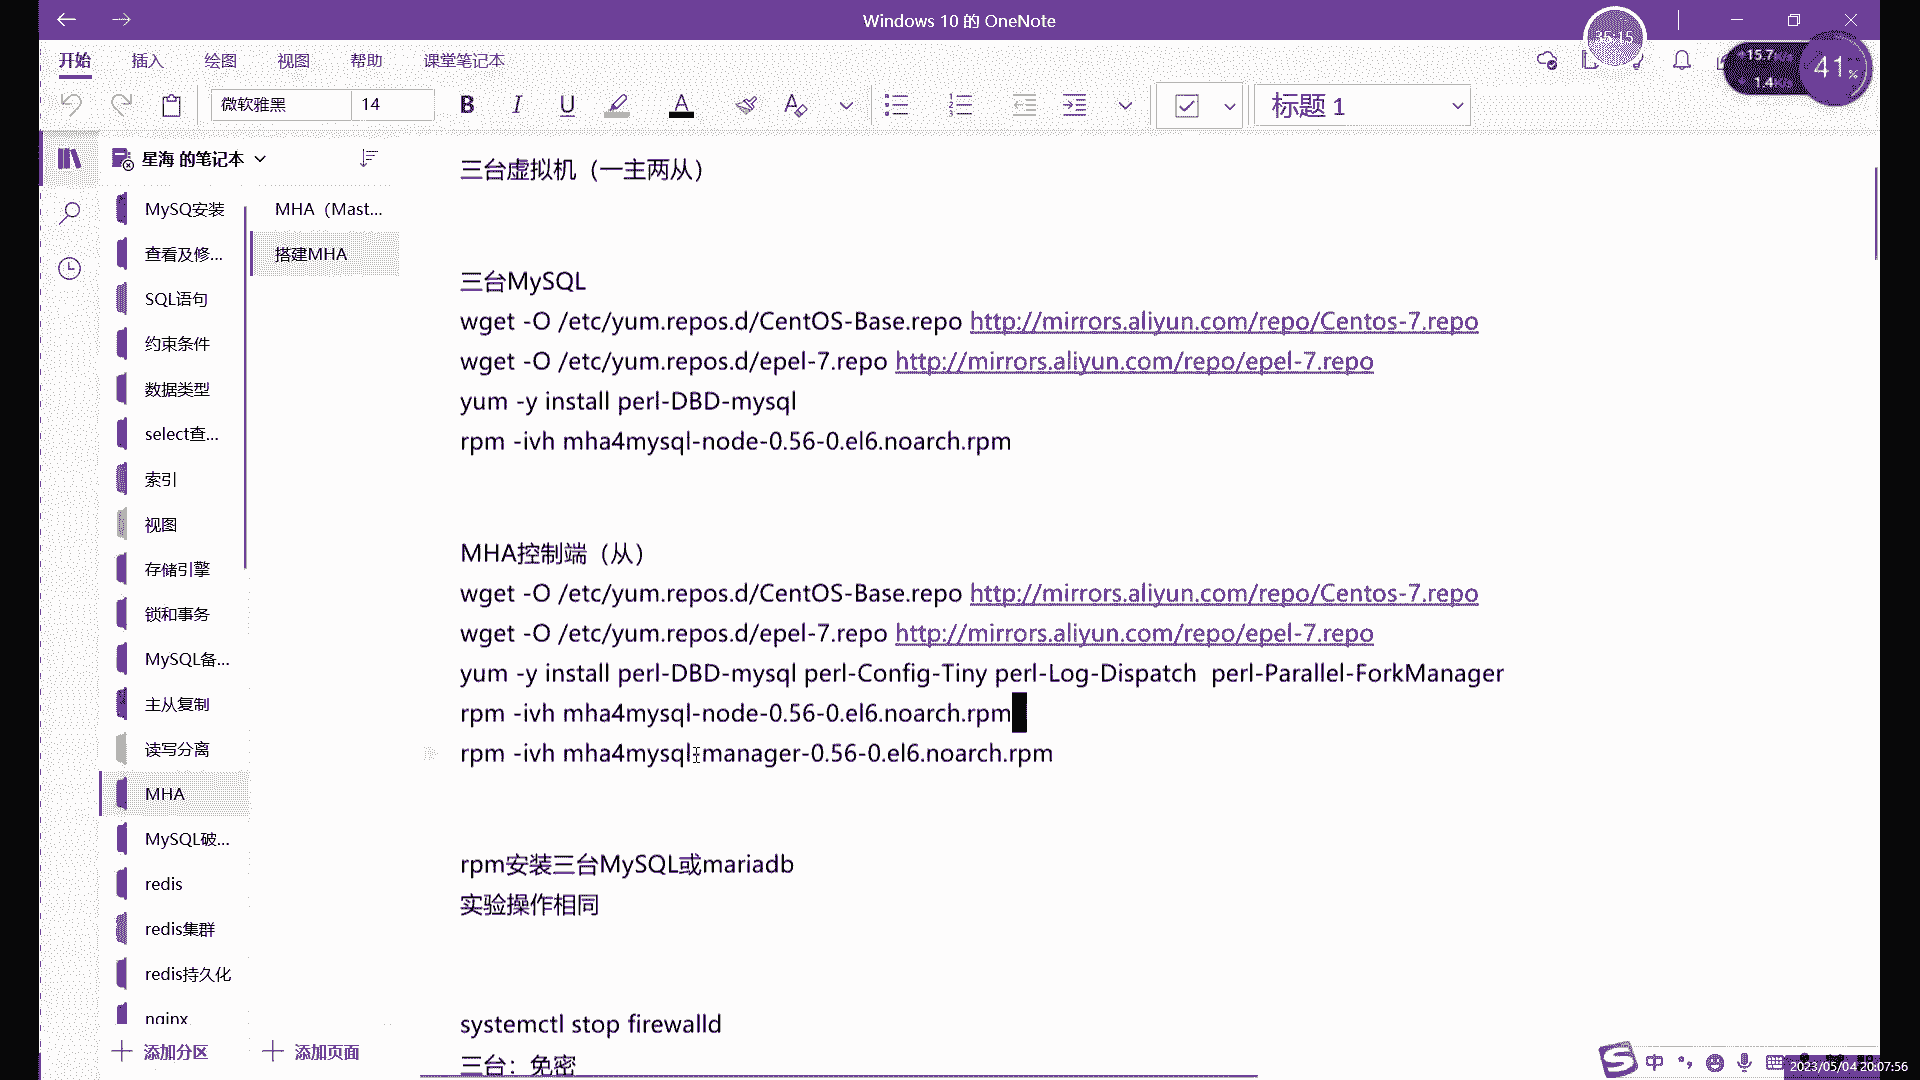 Windows 10 的 OneNote
35:15
开始
插入
绘图
视图
帮助
课堂笔记本
15.7
1.4
41%
微软雅黑
14
B
I
U
A
标题 1
星海 的笔记本
MySQ安装
查看及修...
SQL语句
约束条件
数据类型
select查...
索引
视图
存储引擎
锁和事务
MySQL备...
主从复制
读写分离
MHA
MySQL破...
redis
redis集群
redis持久化
nginx
添加分区
MHA（Mast...
搭建MHA
添加页面
三台虚拟机（一主两从）
三台MySQL
wget -O /etc/yum.repos.d/CentOS-Base.repo http://mirrors.aliyun.com/repo/Centos-7.repo
wget -O /etc/yum.repos.d/epel-7.repo http://mirrors.aliyun.com/repo/epel-7.repo
yum -y install perl-DBD-mysql
rpm -ivh mha4mysql-node-0.56-0.el6.noarch.rpm
MHA控制端（从）
wget -O /etc/yum.repos.d/CentOS-Base.repo http://mirrors.aliyun.com/repo/Centos-7.repo
wget -O /etc/yum.repos.d/epel-7.repo http://mirrors.aliyun.com/repo/epel-7.repo
yum -y install perl-DBD-mysql perl-Config-Tiny perl-Log-Dispatch  perl-Parallel-ForkManager
rpm -ivh mha4mysql-node-0.56-0.el6.noarch.rpm
rpm -ivh mha4mysql-manager-0.56-0.el6.noarch.rpm
rpm安装三台MySQL或mariadb
实验操作相同
systemctl stop firewalld
三台：免密
中
2023/05/04 20:07:56